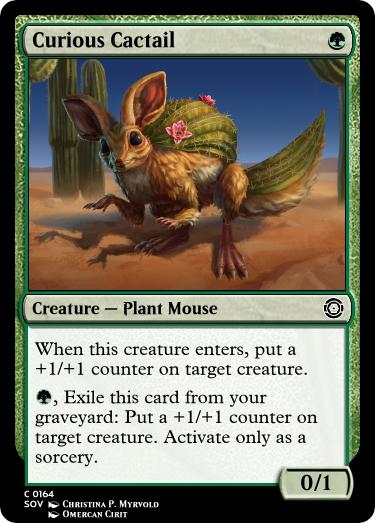 Curious Cactail
Creature — Plant Mouse
When this creature enters, put a
+1/+1 counter on target creature.
, Exile this card from your
graveyard: Put a +1/+1 counter on
target creature. Activate only as a
sorcery.
0/1
C 0164
SOV Christina P. Myrvold
Omercan Cirit